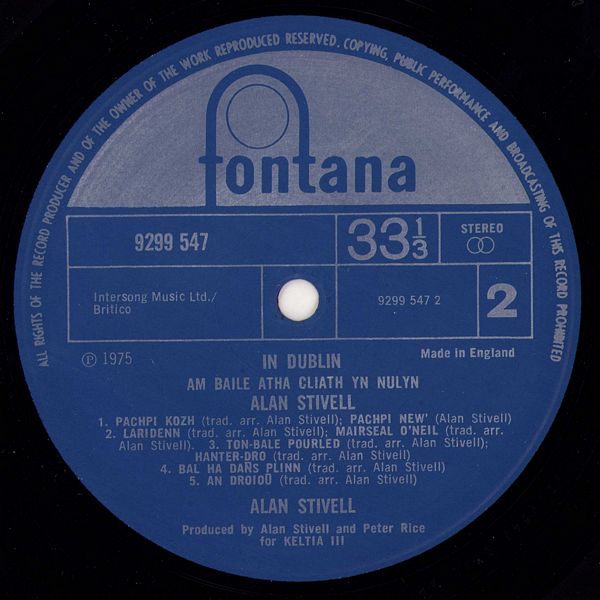 ALL RIGHTS OF THE RECORD PRODUCER AND OF THE OWNER OF THE WORK REPRODUCED RESERVED. COPYING, PUBLIC PERFORMANCE AND BROADCASTING OF THIS RECORD PROHIBITED
fontana
9299 547
33 1/3
STEREO
Intersong Music Ltd./
Britico
9299 547 2
2
℗ 1975
IN DUBLIN
Made in England
AM BAILE ATHA CLIATH YN NULYN
ALAN STIVELL
1. PACHPI KOZH (trad. arr. Alan Stivell); PACHPI NEW' (Alan Stivell)
2. LARIDENN (trad. arr. Alan Stivell); MAIRSEAL O'NEIL (trad. arr.
Alan Stivell). 3. TON-BALE POURLED (trad. arr. Alan Stivell);
HANTER-DRO (trad. arr. Alan Stivell)
4. BAL HA DAÑS PLINN (trad. arr. Alan Stivell)
5. AN DROIOÛ (trad. arr. Alan Stivell)
ALAN STIVELL
Produced by Alan Stivell and Peter Rice
for KELTIA III